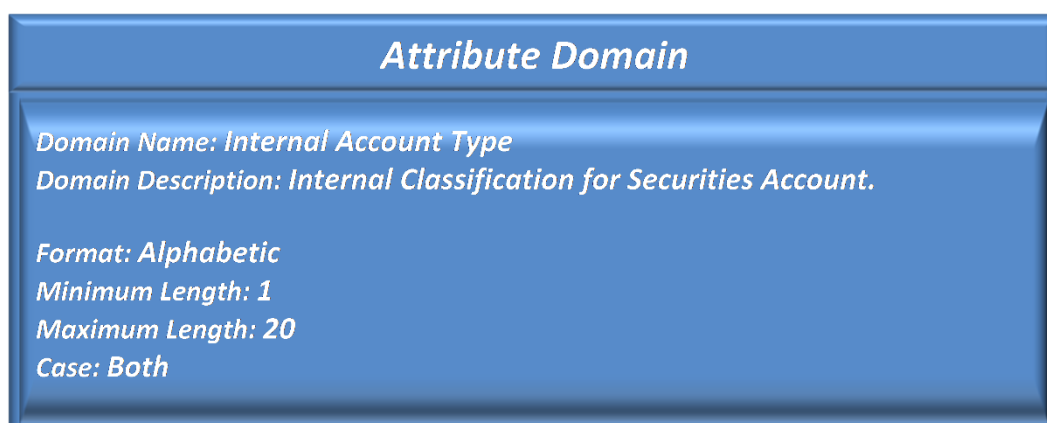 Attribute Domain
Domain Name: Internal Account Type
Domain Description: Internal Classification for Securities Account.
Format: Alphabetic
Minimum Length: 1
Maximum Length: 20
Case: Both